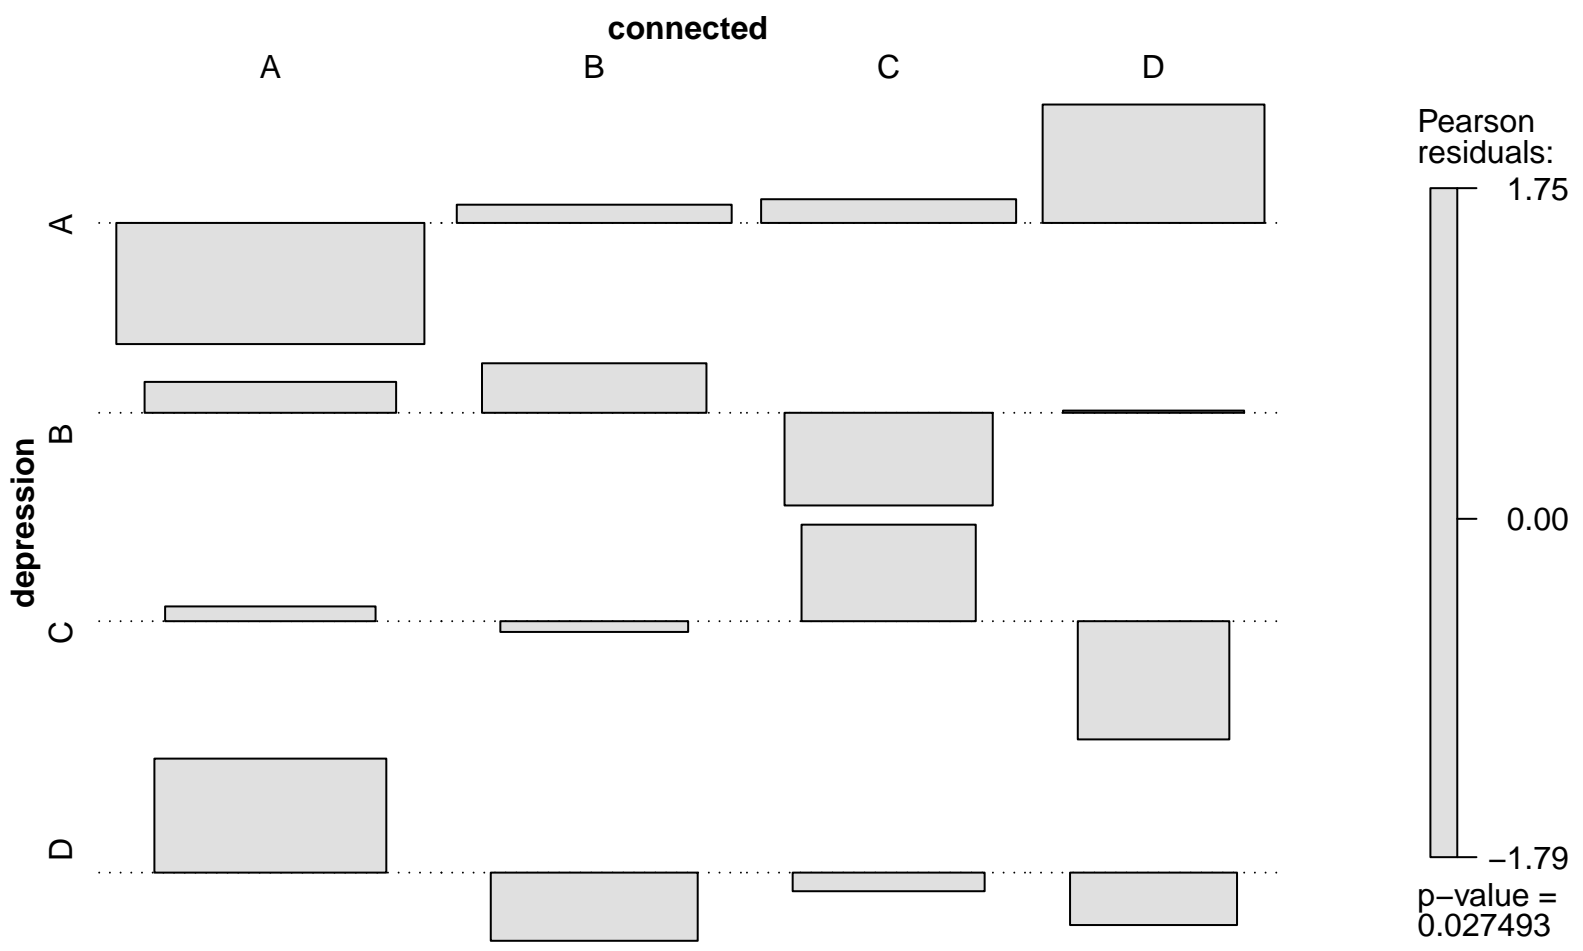 connected
A B C D
Pearson
residuals:
1.75
A
B
depression
0.00
C
D
−1.79
p−value =
0.027493